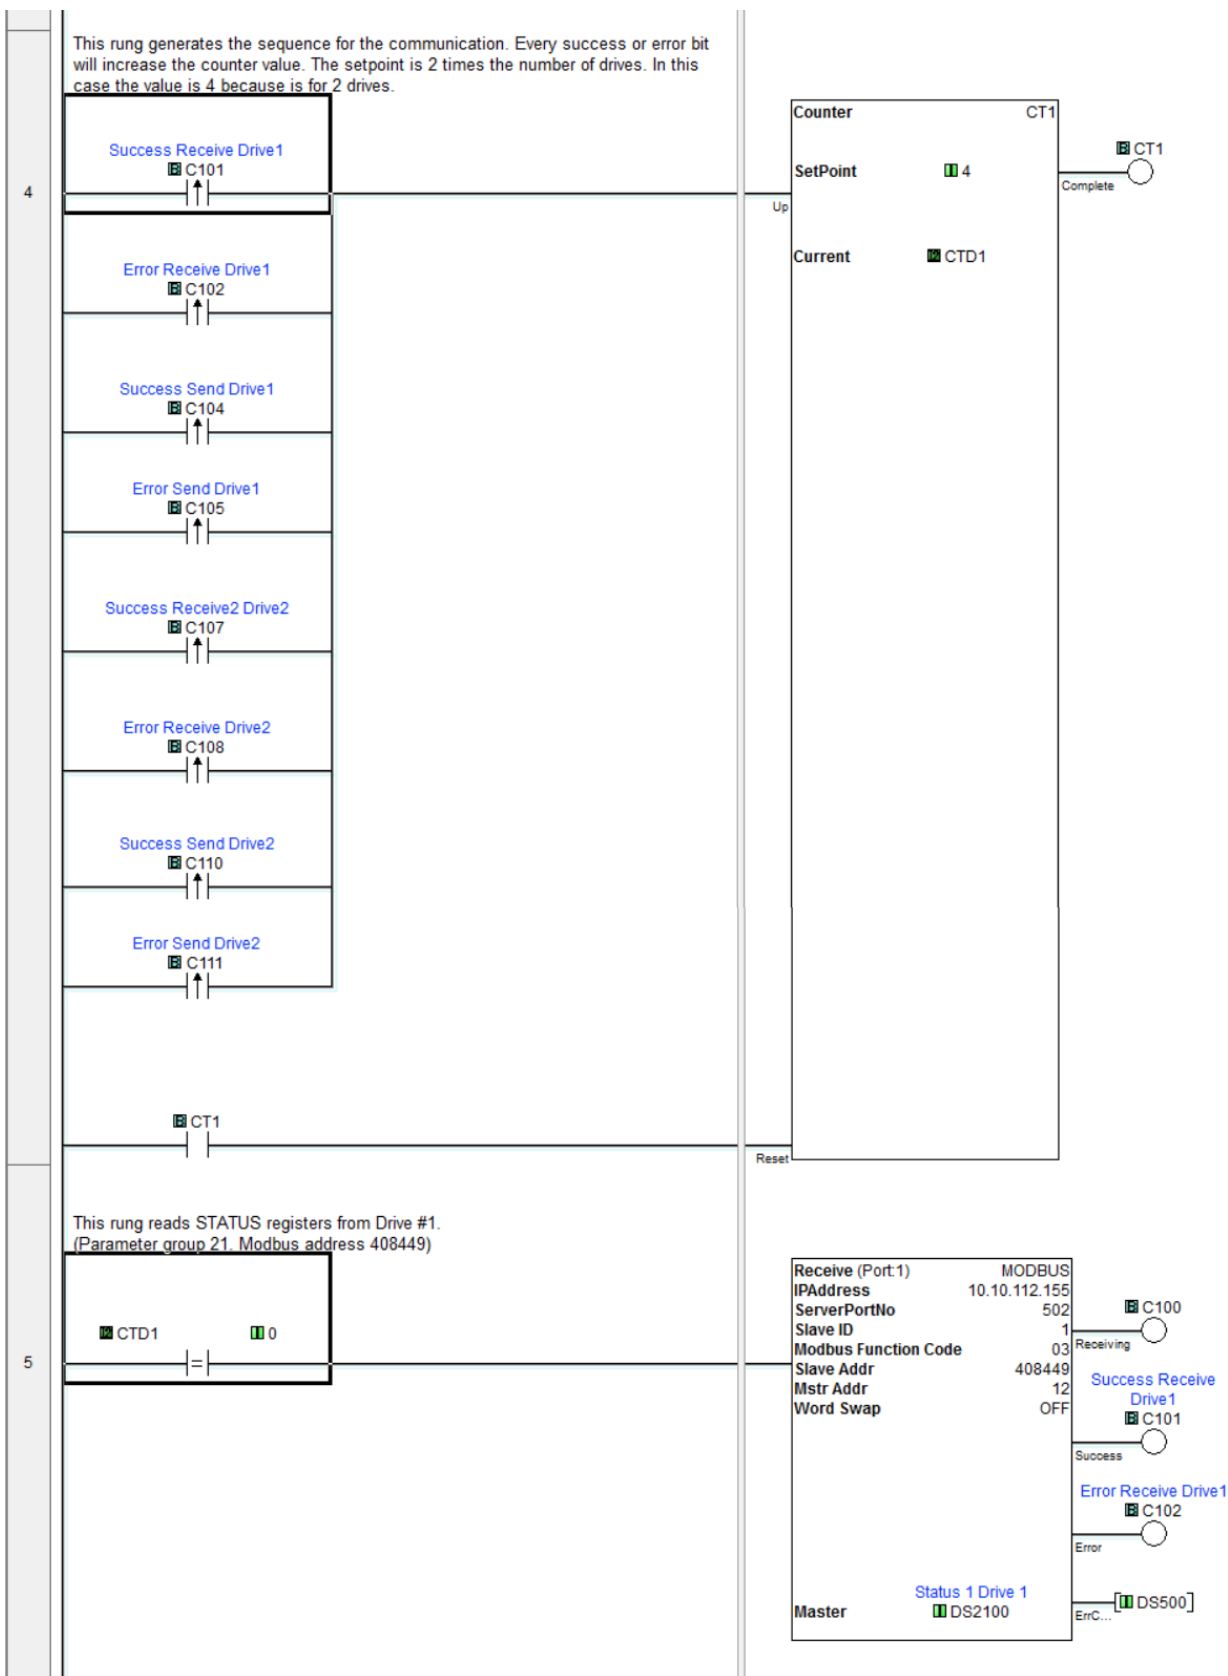 This rung generates the sequence for the communication. Every success or error bit
will increase the counter value. The setpoint is 2 times the number of drives. In this
case the value is 4 because is for 2 drives.
4
Success Receive Drive1
C101
Error Receive Drive1
C102
Success Send Drive1
C104
Error Send Drive1
C105
Success Receive2 Drive2
C107
Error Receive Drive2
C108
Success Send Drive2
C110
Error Send Drive2
C111
CT1
Up
Reset
Counter CT1
SetPoint 4
Current CTD1
CT1
Complete
This rung reads STATUS registers from Drive #1.
(Parameter group 21. Modbus address 408449)
5
CTD1 0
=
Receive (Port:1) MODBUS
IPAddress 10.10.112.155
ServerPortNo 502
Slave ID 1
Modbus Function Code 03
Slave Addr 408449
Mstr Addr 12
Word Swap OFF
Status 1 Drive 1
Master DS2100
C100
Receiving
Success Receive
Drive1
C101
Success
Error Receive Drive1
C102
Error
DS500
ErrC...